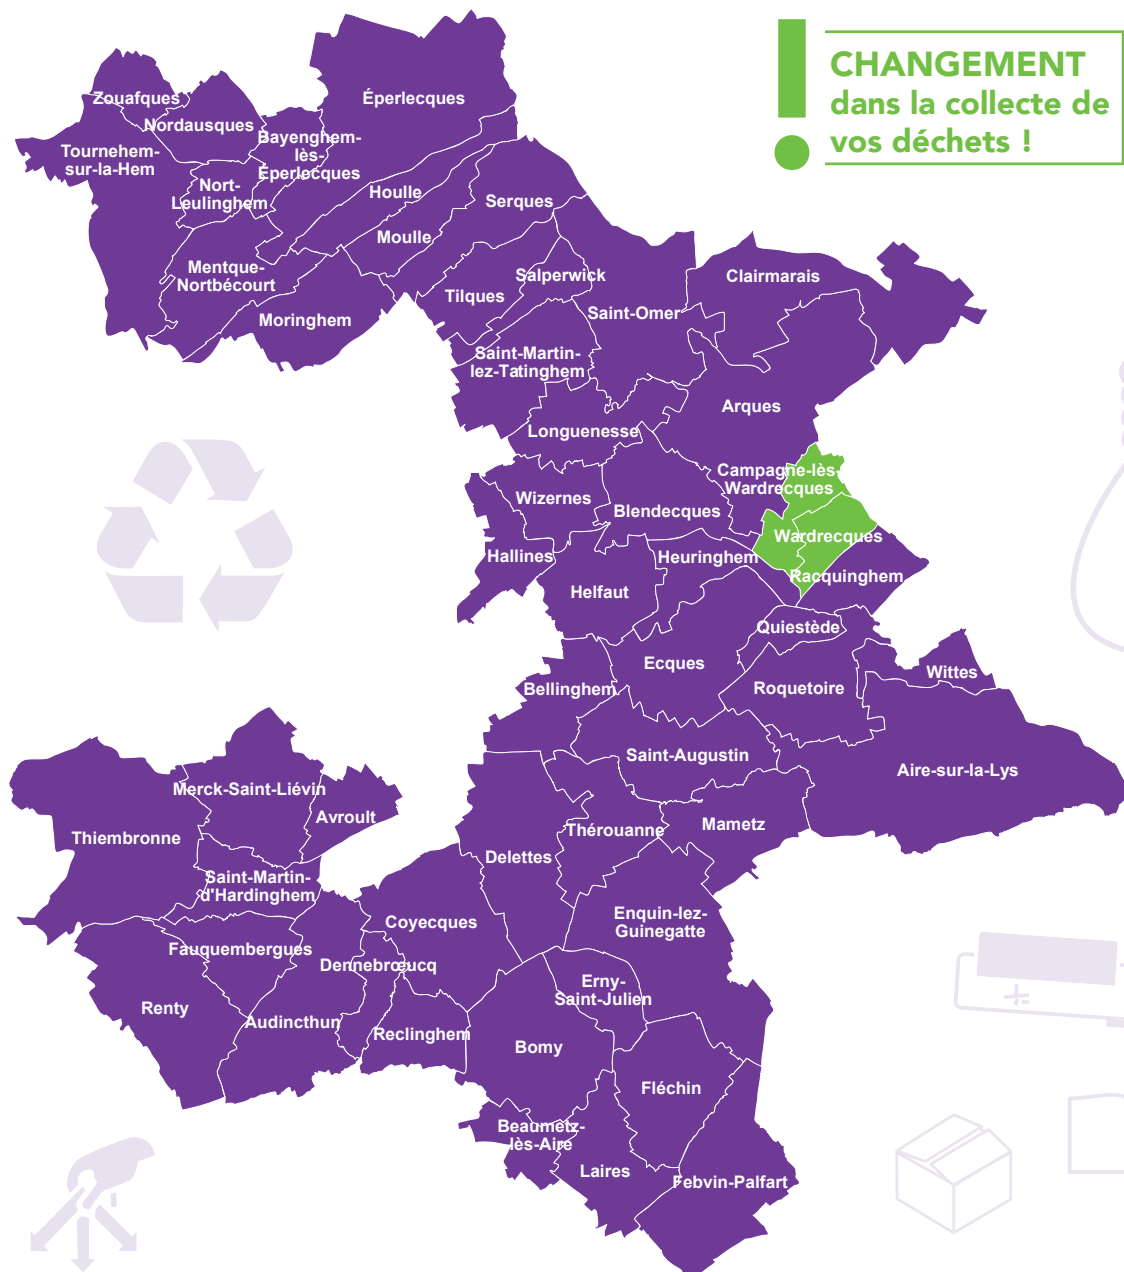 CHANGEMENT
dans la collecte de
vos déchets !
Éperlecques
Zouafques
Nordausques
Bayenghem-
lès-
Éperlecques
Tournehem-
sur-la-Hem
Nort-
Leulinghem
Houlle
Serques
Moulle
Mentque-
Nortbécourt
Salperwick
Clairmarais
Tilques
Saint-Omer
Moringhem
Saint-Martin-
lez-Tatinghem
Arques
Longuenesse
Campagne-lès-
Wardrecques
Wizernes
Blendecques
Wardrecques
Hallines
Heuringhem
Racquinghem
Helfaut
Quiestède
Ecques
Wittes
Bellinghem
Roquetoire
Saint-Augustin
Aire-sur-la-Lys
Merck-Saint-Liévin
Avroult
Thiembronne
Thérouanne
Mametz
Delettes
Saint-Martin-
d'Hardinghem
Coyecques
Enquin-lez-
Guinegatte
Fauquembergues
Dennebrœucq
Erny-
Saint-Julien
Renty
Audincthun
Reclinghem
Bomy
Fléchin
Beaumetz-
lès-Aire
Laires
Febvin-Palfart